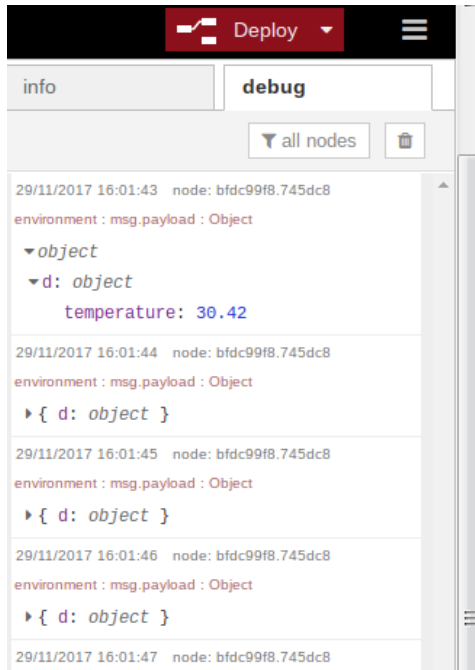 Deploy
info debug
all nodes
29/11/2017 16:01:43 node: bfdc99f8.745dc8
environment : msg.payload : Object
object
d: object
temperature: 30.42
29/11/2017 16:01:44 node: bfdc99f8.745dc8
environment : msg.payload : Object
{ d: object }
29/11/2017 16:01:45 node: bfdc99f8.745dc8
environment : msg.payload : Object
{ d: object }
29/11/2017 16:01:46 node: bfdc99f8.745dc8
environment : msg.payload : Object
{ d: object }
29/11/2017 16:01:47 node: bfdc99f8.745dc8